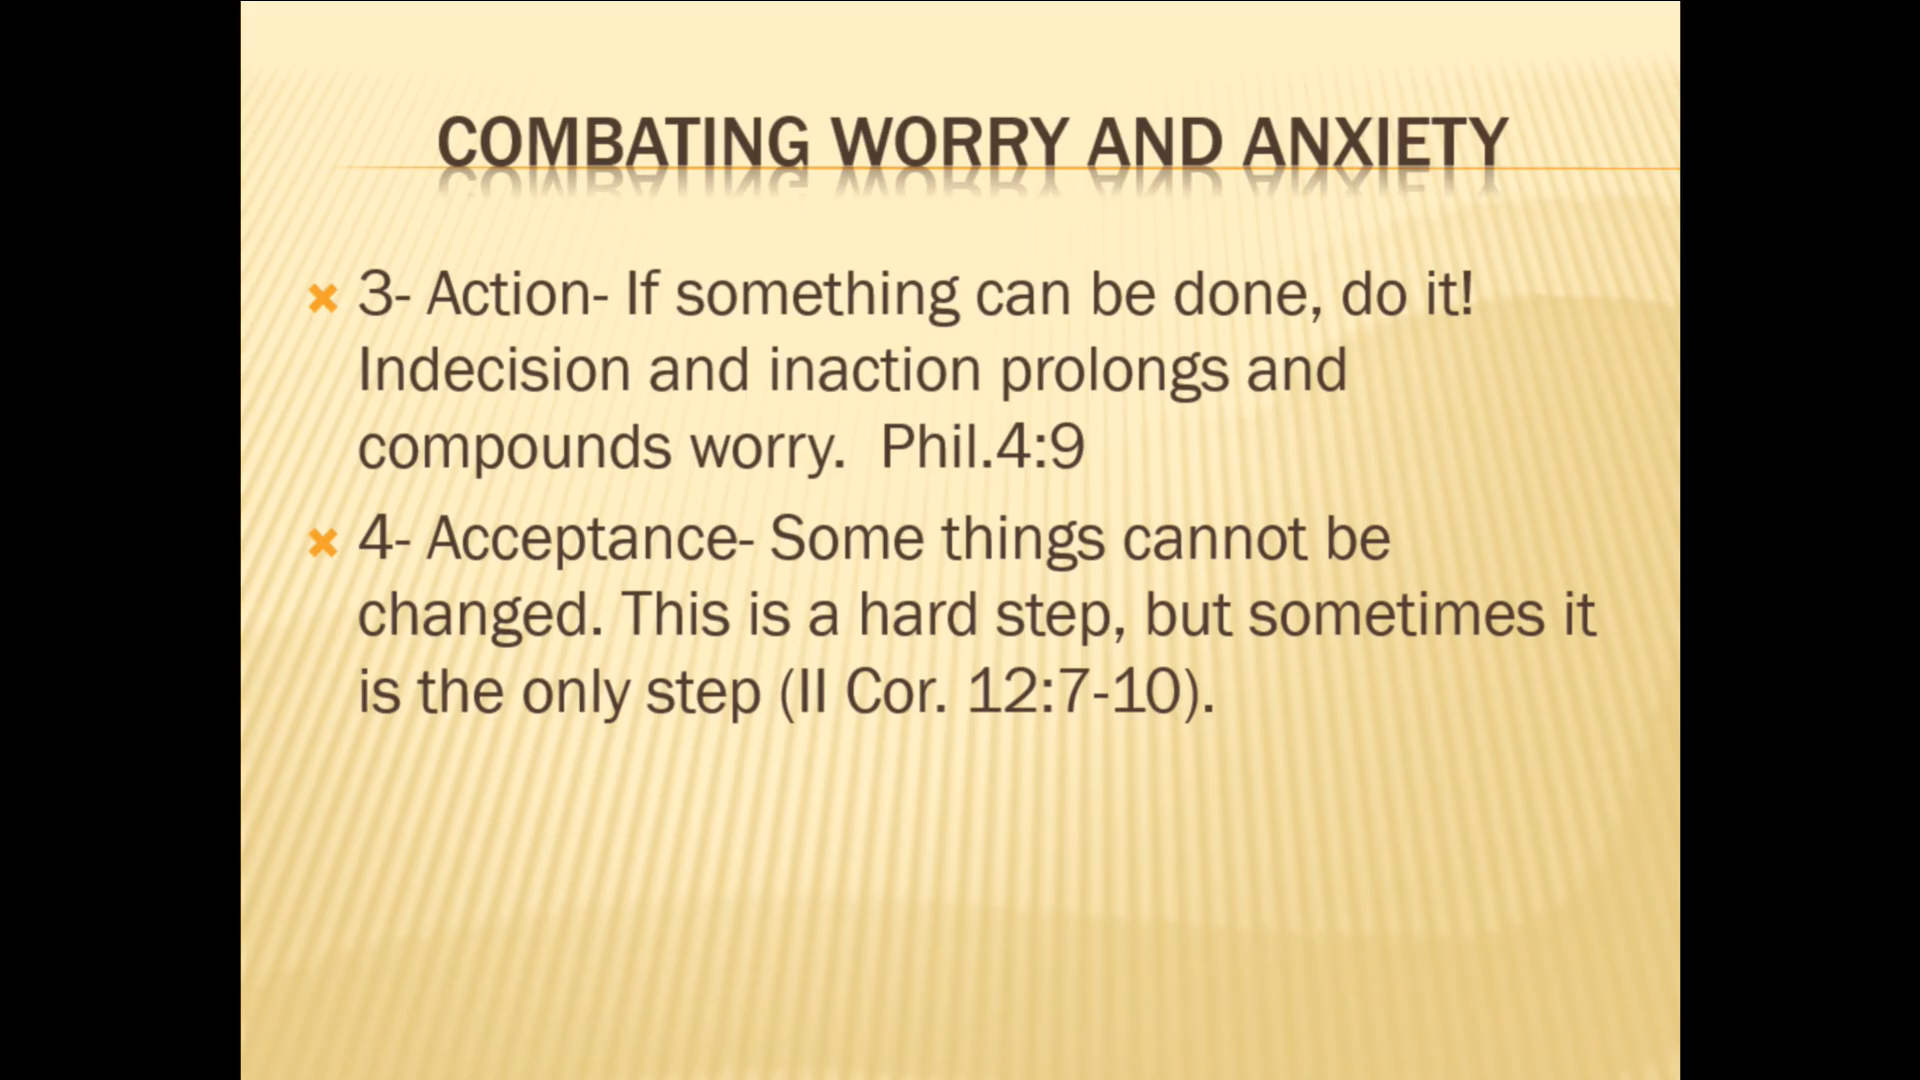 COMBATING WORRY AND ANXIETY
3- Action- If something can be done, do it!
Indecision and inaction prolongs and
compounds worry.  Phil.4:9
4- Acceptance- Some things cannot be
changed. This is a hard step, but sometimes it
is the only step (II Cor. 12:7-10).